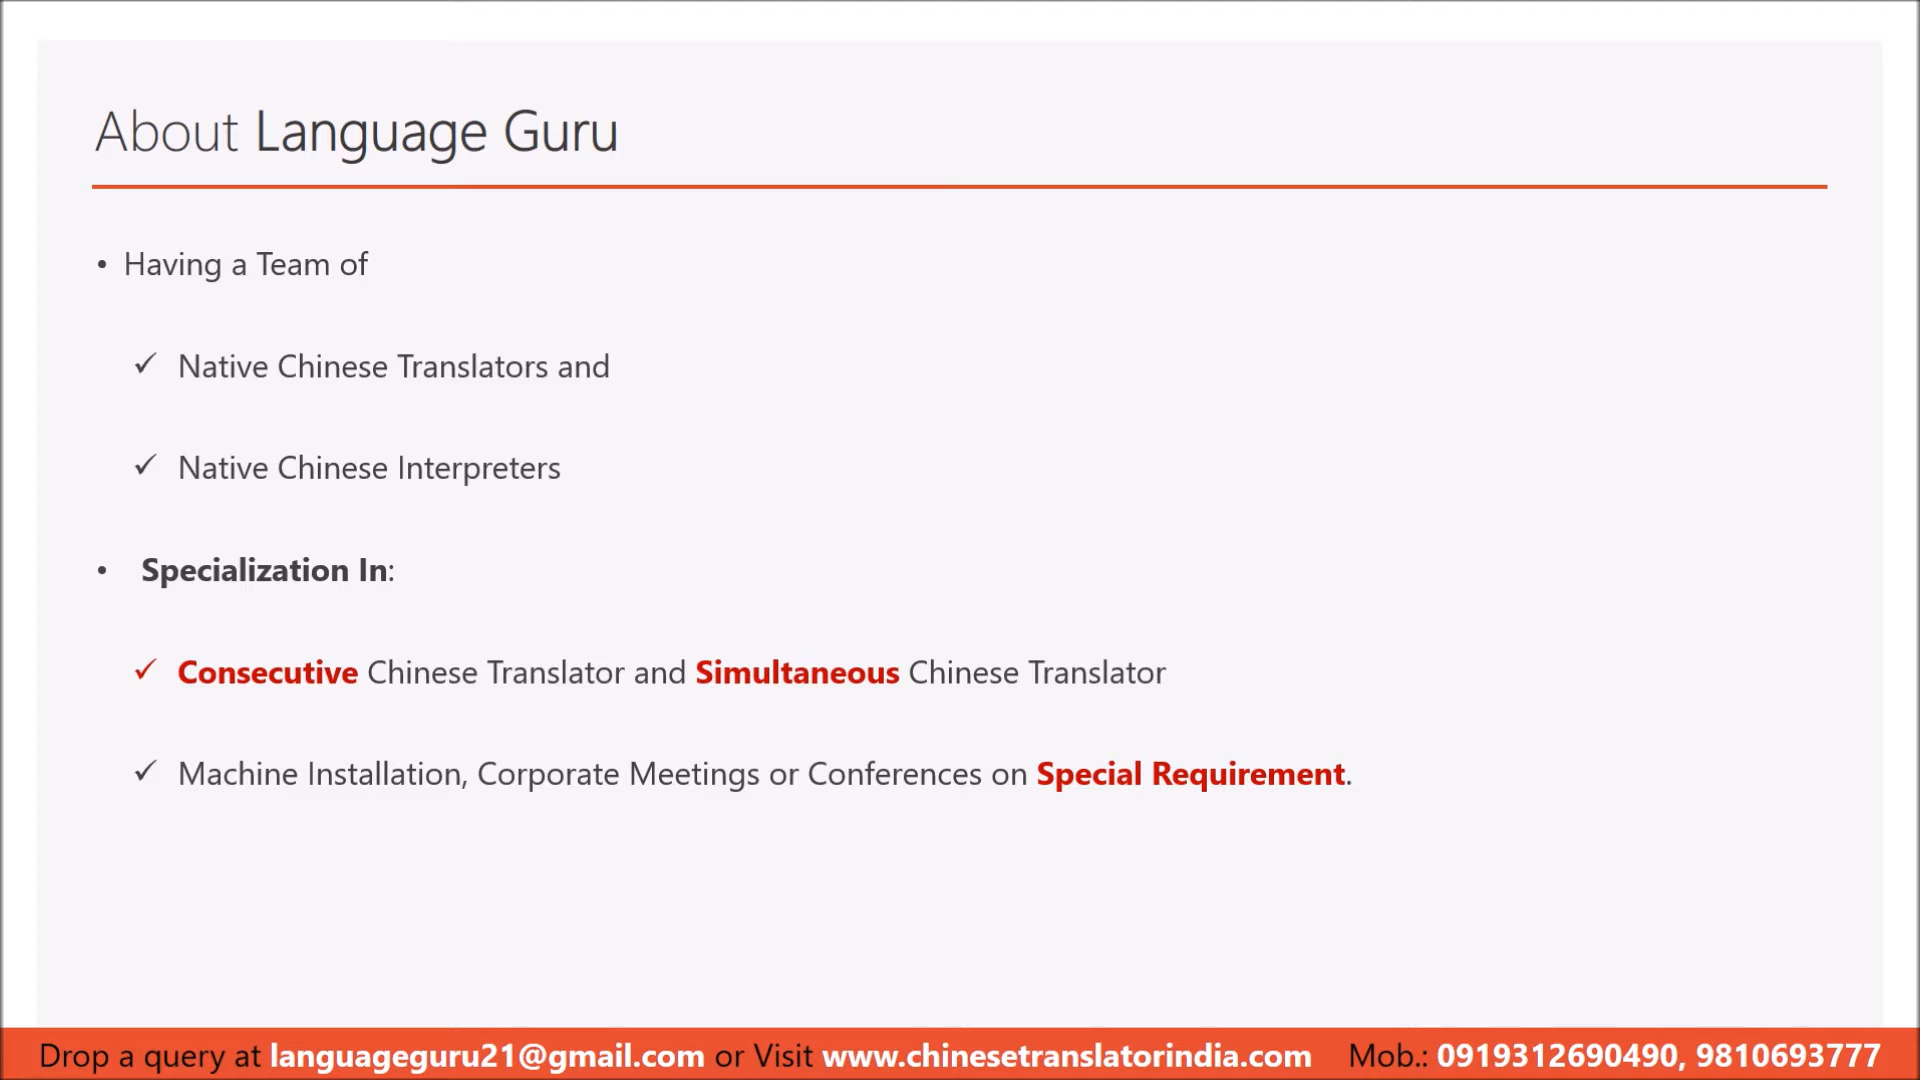 About Language Guru
• Having a Team of
✓ Native Chinese Translators and
✓ Native Chinese Interpreters
• Specialization In:
✓ Consecutive Chinese Translator and Simultaneous Chinese Translator
✓ Machine Installation, Corporate Meetings or Conferences on Special Requirement.
Drop a query at languageguru21@gmail.com or Visit www.chinesetranslatorindia.com Mob.: 0919312690490, 9810693777